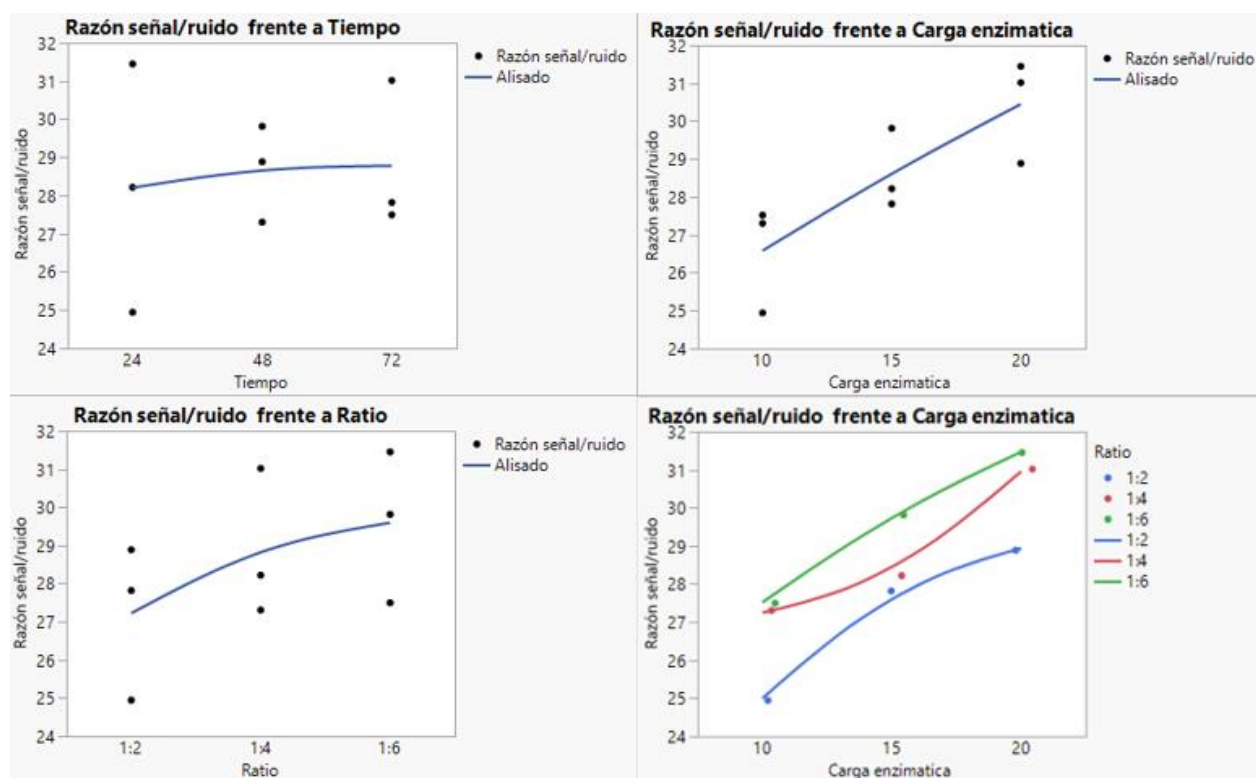 Razón señal/ruido frente a Tiempo
32
31
30
29
28
27
26
25
24
Razón señal/ruido
24
48
72
Tiempo
Razón señal/ruido
Alisado
Razón señal/ruido frente a Carga enzimatica
32
31
30
29
28
27
26
25
24
Razón señal/ruido
10
15
20
Carga enzimatica
Razón señal/ruido
Alisado
Razón señal/ruido frente a Ratio
32
31
30
29
28
27
26
25
24
Razón señal/ruido
1:2
1:4
1:6
Ratio
Razón señal/ruido
Alisado
Razón señal/ruido frente a Carga enzimatica
32
31
30
29
28
27
26
25
24
Razón señal/ruido
10
15
20
Carga enzimatica
Ratio
1:2
1:4
1:6
1:2
1:4
1:6